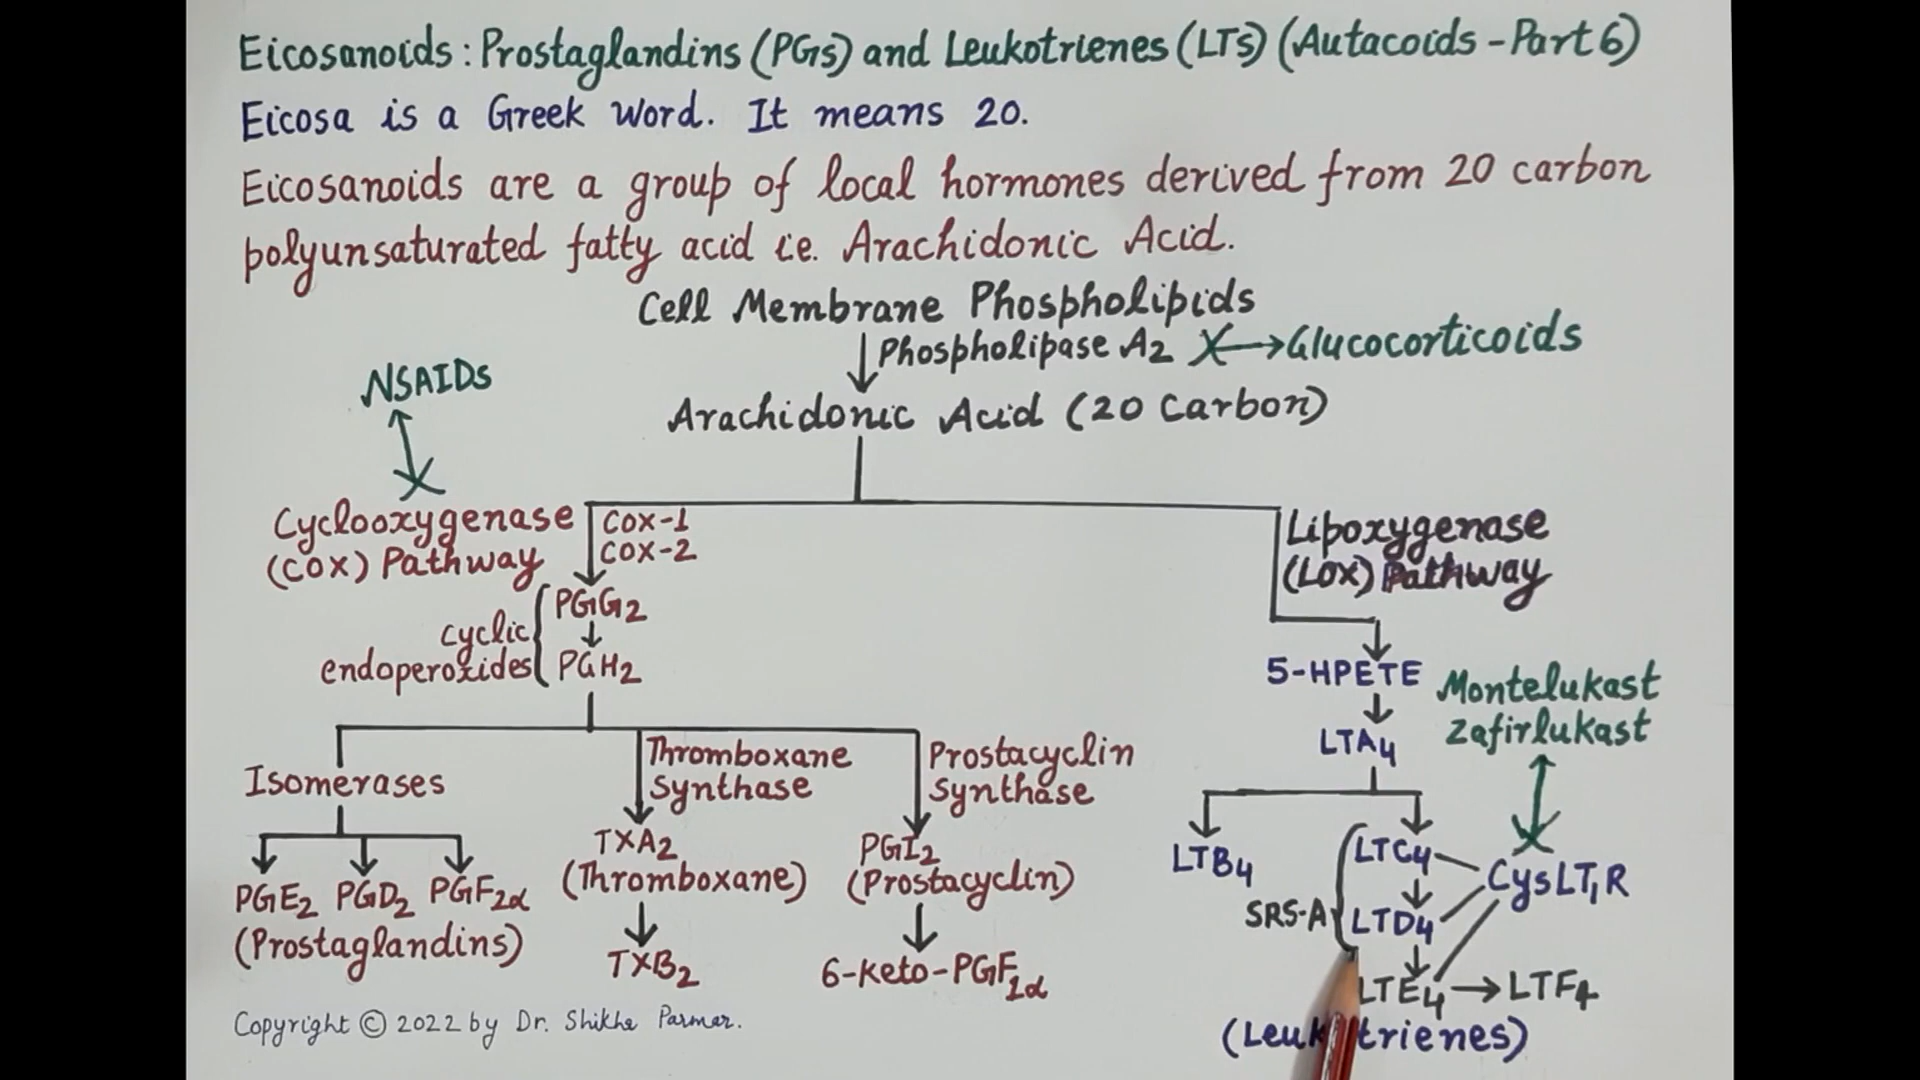 Eicosanoids : Prostaglandins (PGs) and Leukotrienes (LTs) (Autacoids - Part 6)
Eicosa is a Greek Word. It means 20.
Eicosanoids are a group of local hormones derived from 20 carbon
polyunsaturated fatty acid i.e. Arachidonic Acid.
Cell Membrane Phospholipids
Phospholipase A2 X → Glucocorticoids
NSAIDs
Arachidonic Acid (20 Carbon)
Cyclooxygenase
(COX) Pathway
COX-1
COX-2
Lipoxygenase
(LOX) Pathway
cyclic
endoperoxides
PGG2
PGH2
5-HPETE
Montelukast
Zafirlukast
LTA4
Isomerases
Thromboxane
Synthase
Prostacyclin
Synthase
PGE2 PGD2 PGF2α
(Prostaglandins)
TXA2
(Thromboxane)
TXB2
PGI2
(Prostacyclin)
6-Keto-PGF1α
LTB4
LTC4
CysLT1R
SRS-A
LTD4
LTE4 → LTF4
(Leuk trienes)
Copyright © 2022 by Dr. Shikha Parmar.